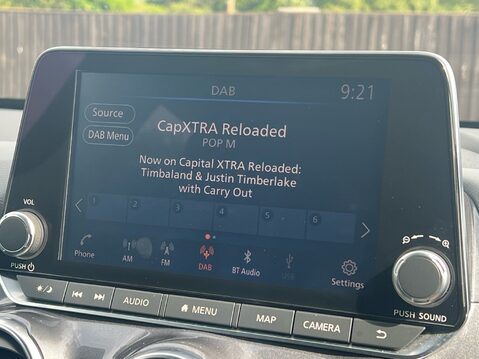 DAB
9:21
Source
DAB Menu
CapXTRA Reloaded
POP M
Now on Capital XTRA Reloaded:
Timbaland & Justin Timberlake
with Carry Out
1 2 3 4 5 6
Phone
AM
FM
DAB
BT Audio
USB
Settings
VOL
PUSH
PUSH SOUND
AUDIO
MENU
MAP
CAMERA